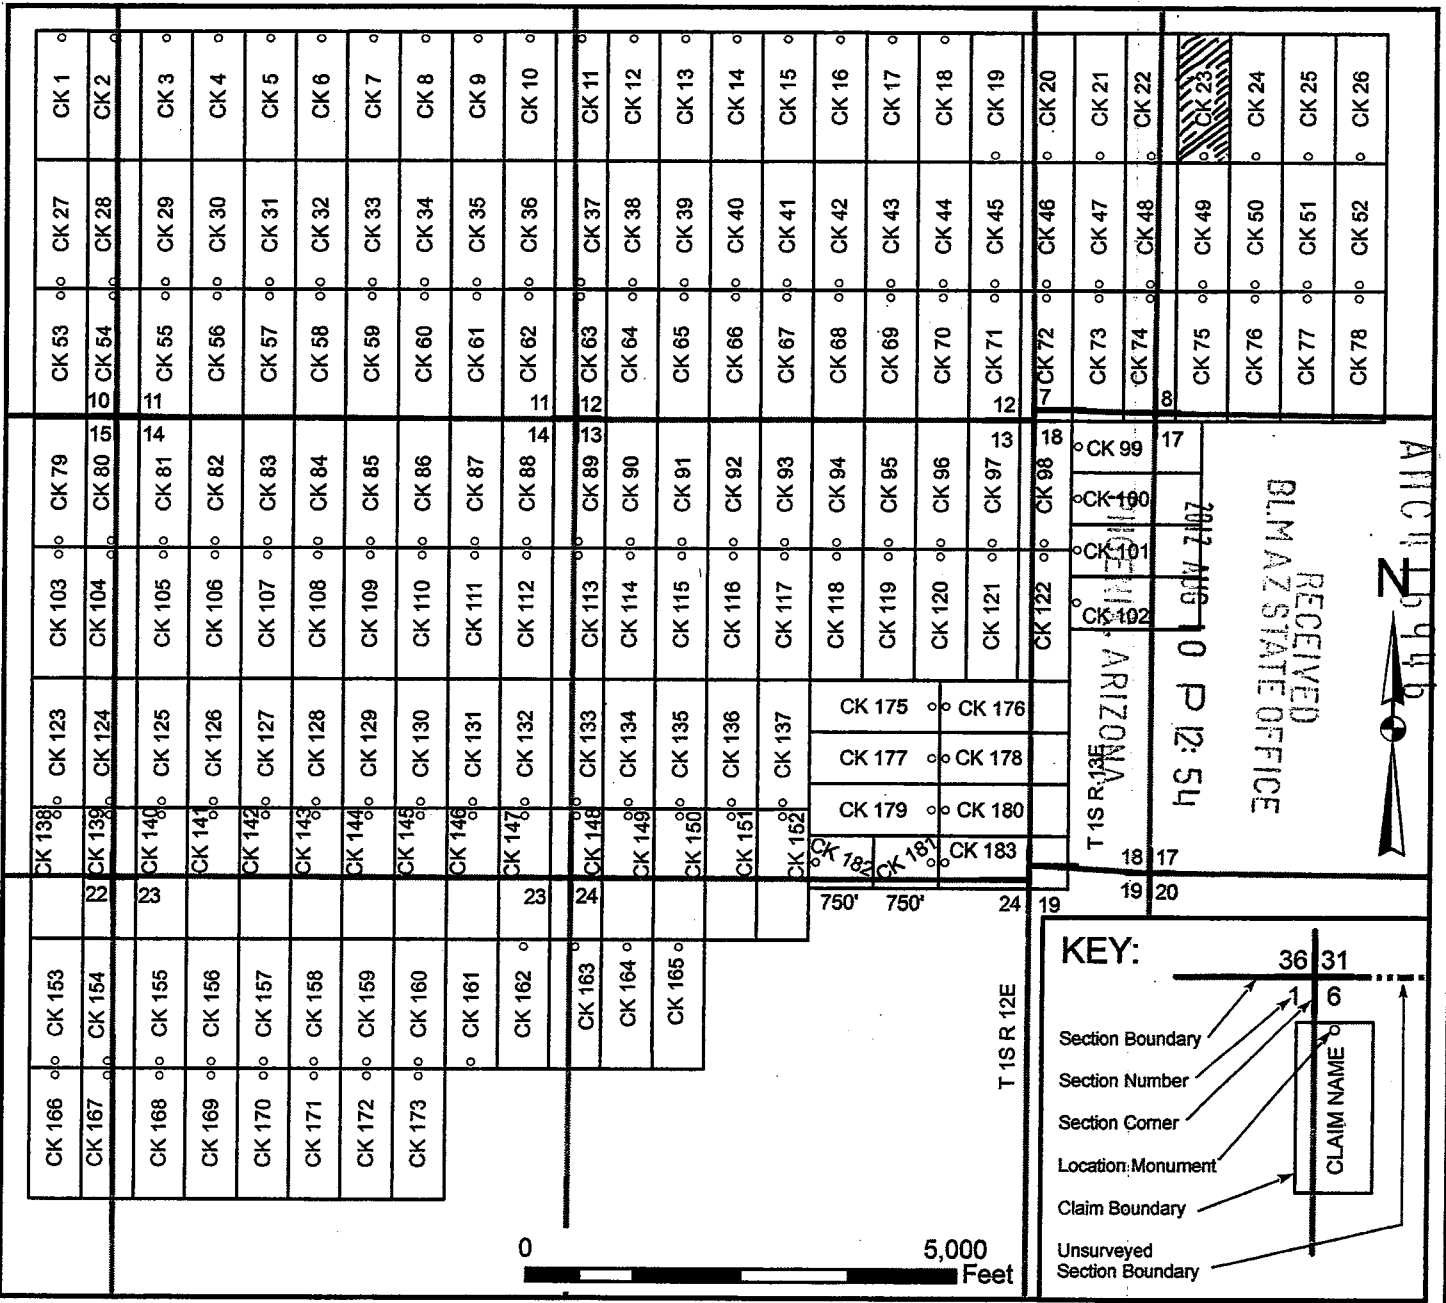 CK 1 CK 2 CK 3 CK 4 CK 5 CK 6 CK 7 CK 8 CK 9 CK 10 CK 11 CK 12 CK 13 CK 14 CK 15 CK 16 CK 17 CK 18 CK 19 CK 20 CK 21 CK 22 CK 23 CK 24 CK 25 CK 26
CK 27 CK 28 CK 29 CK 30 CK 31 CK 32 CK 33 CK 34 CK 35 CK 36 CK 37 CK 38 CK 39 CK 40 CK 41 CK 42 CK 43 CK 44 CK 45 CK 46 CK 47 CK 48 CK 49 CK 50 CK 51 CK 52
CK 53 CK 54 CK 55 CK 56 CK 57 CK 58 CK 59 CK 60 CK 61 CK 62 CK 63 CK 64 CK 65 CK 66 CK 67 CK 68 CK 69 CK 70 CK 71 CK 72 CK 73 CK 74 CK 75 CK 76 CK 77 CK 78
10 11 11 12 12 7 8
15 14 14 13 13 18 17
CK 79 CK 80 CK 81 CK 82 CK 83 CK 84 CK 85 CK 86 CK 87 CK 88 CK 89 CK 90 CK 91 CK 92 CK 93 CK 94 CK 95 CK 96 CK 97 CK 98
CK 99
CK 100
CK 101
CK 102
CK 103 CK 104 CK 105 CK 106 CK 107 CK 108 CK 109 CK 110 CK 111 CK 112 CK 113 CK 114 CK 115 CK 116 CK 117 CK 118 CK 119 CK 120 CK 121 CK 122
ARIZONA
2012 AUG 10 P 12:54
RECEIVED
BLM AZ STATE OFFICE
N
T 1S R 13E
CK 123 CK 124 CK 125 CK 126 CK 127 CK 128 CK 129 CK 130 CK 131 CK 132 CK 133 CK 134 CK 135 CK 136 CK 137
CK 175 CK 176
CK 177 CK 178
CK 179 CK 180
CK 182 CK 181 CK 183
CK 138 CK 139 CK 140 CK 141 CK 142 CK 143 CK 144 CK 145 CK 146 CK 147 CK 148 CK 149 CK 150 CK 151 CK 152
18 17
22 23 23 24 750' 750' 24 19 19 20
CK 153 CK 154 CK 155 CK 156 CK 157 CK 158 CK 159 CK 160 CK 161 CK 162 CK 163 CK 164 CK 165
T 1S R 12E
CK 166 CK 167 CK 168 CK 169 CK 170 CK 171 CK 172 CK 173
0 5,000
Feet
KEY:
36 31
1 6
Section Boundary
Section Number
Section Corner
Location Monument
Claim Boundary
Unsurveyed
Section Boundary
CLAIM NAME